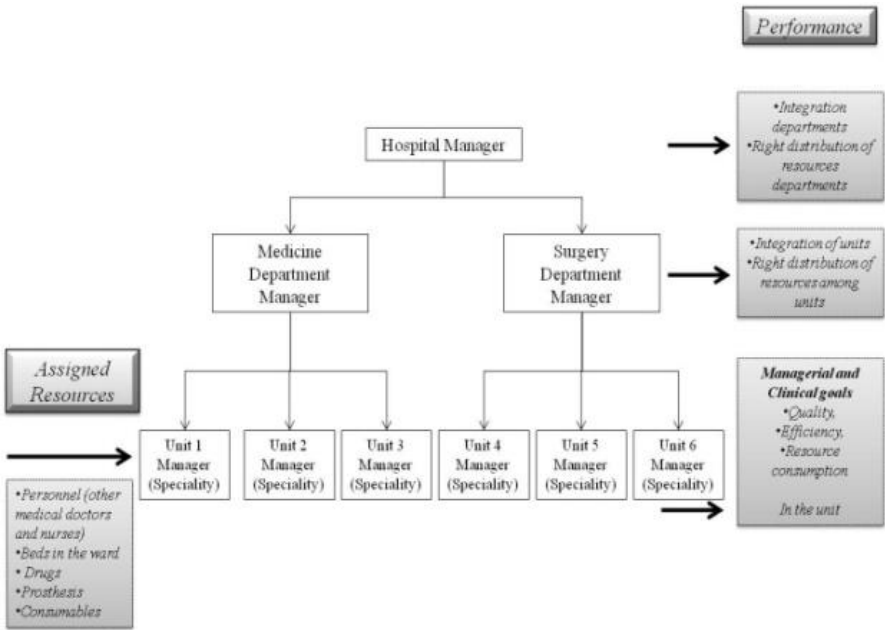 Performance
•Integration
departments
•Right distribution of
resources
departments
Hospital Manager
Medicine
Department
Manager
Surgery
Department
Manager
•Integration of units
•Right distribution of
resources among
units
Assigned
Resources
Managerial and
Clinical goals
•Quality,
•Efficiency,
•Resource
consumption
In the unit
Unit 1
Manager
(Speciality)
Unit 2
Manager
(Speciality)
Unit 3
Manager
(Speciality)
Unit 4
Manager
(Speciality)
Unit 5
Manager
(Speciality)
Unit 6
Manager
(Speciality)
•Personnel (other
medical doctors
and nurses)
•Beds in the ward
• Drugs
•Prosthesis
•Consumables